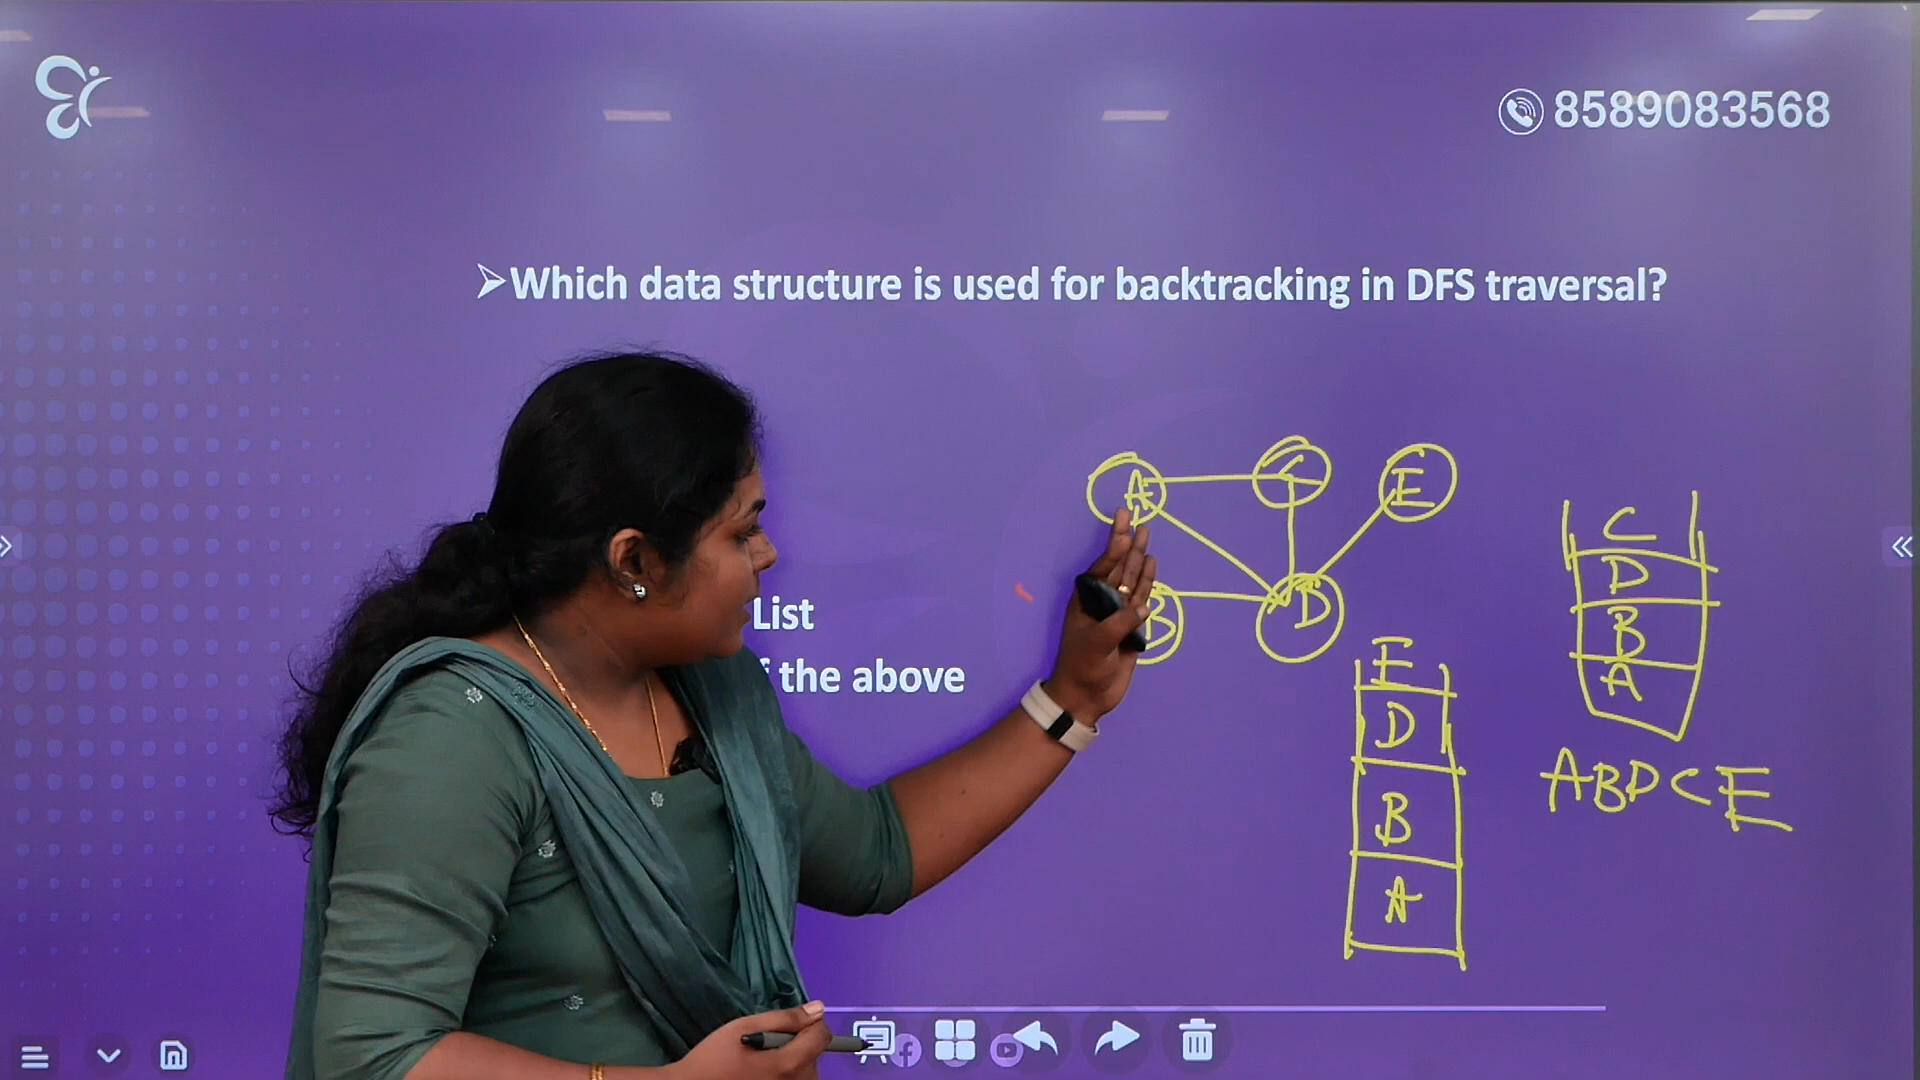 8589083568
➢Which data structure is used for backtracking in DFS traversal?
A C E
B D
List
the above
C
D
B
A
E
D
B
A
ABDCE